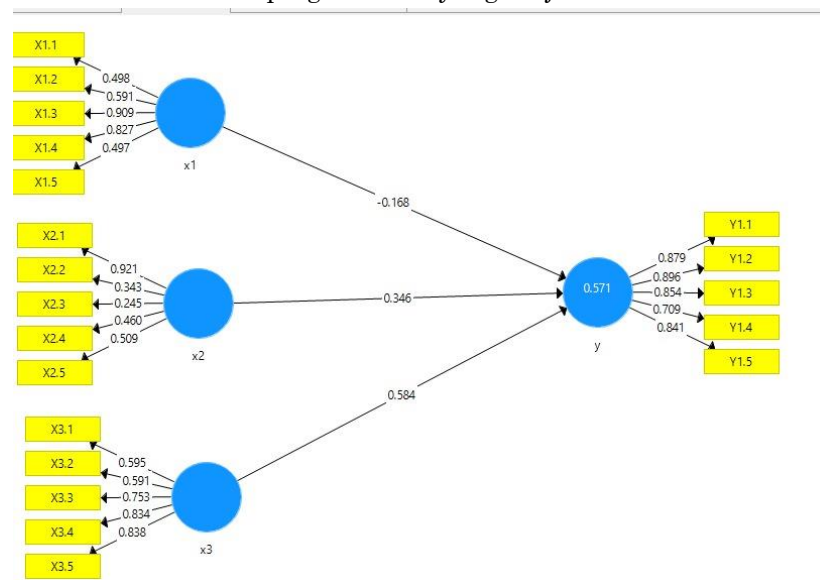 X1.1
X1.2
X1.3
X1.4
X1.5
0.498
0.591
0.909
0.827
0.497
x1
-0.168
X2.1
X2.2
X2.3
X2.4
X2.5
0.921
0.343
0.245
0.460
0.509
x2
0.346
X3.1
X3.2
X3.3
X3.4
X3.5
0.595
0.591
0.753
0.834
0.838
x3
0.584
0.571
y
0.879
0.896
0.854
0.709
0.841
Y1.1
Y1.2
Y1.3
Y1.4
Y1.5